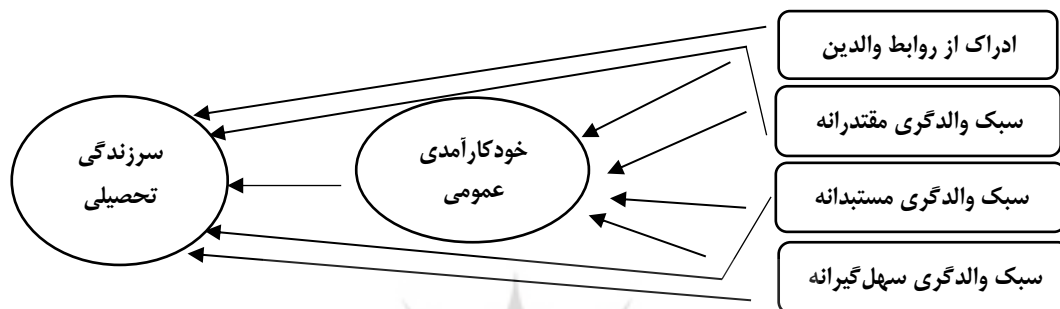 ادراک از روابط والدین
سبک والدگری مقتدرانه
سبک والدگری مستبدانه
سبک والدگری سهل‌گیرانه
خودکارآمدی
عمومی
سرزندگی
تحصیلی